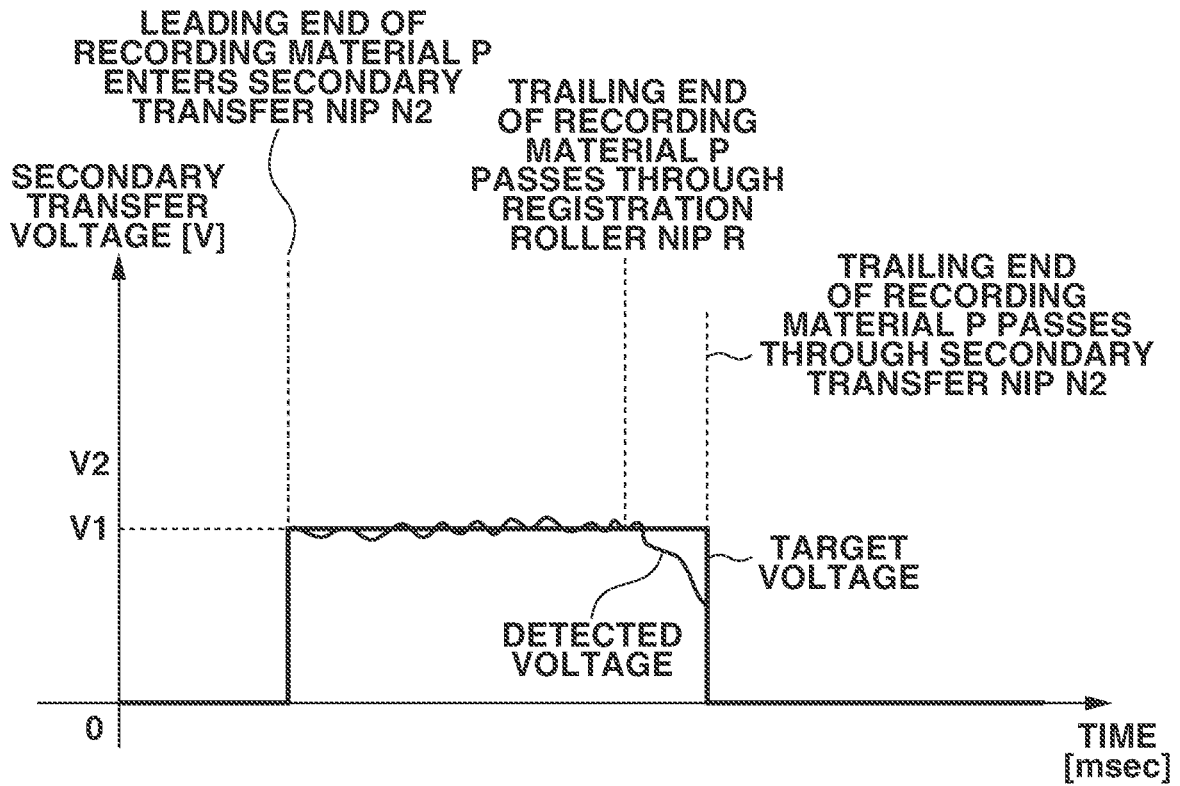 LEADING END OF
RECORDING MATERIAL P
ENTERS SECONDARY
TRANSFER NIP N2
TRAILING END
OF RECORDING
MATERIAL P
PASSES THROUGH
REGISTRATION
ROLLER NIP R
SECONDARY
TRANSFER
VOLTAGE [V]
TRAILING END
OF RECORDING
MATERIAL P PASSES
THROUGH SECONDARY
TRANSFER NIP N2
V2
V1
TARGET
VOLTAGE
DETECTED
VOLTAGE
0
TIME
[msec]